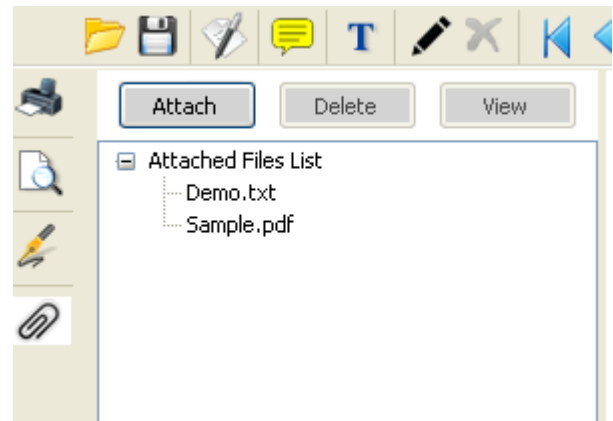 T
Attach Delete View
Attached Files List
Demo.txt
Sample.pdf